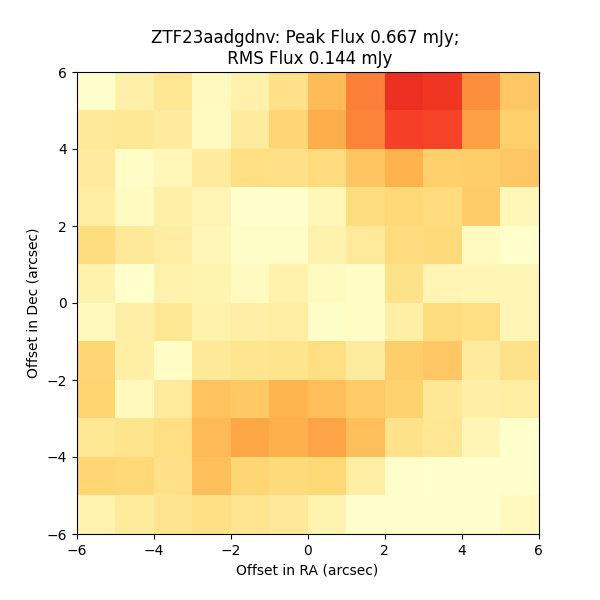 ZTF23aadgdnv: Peak Flux 0.667 mJy;
RMS Flux 0.144 mJy
6
4
2
0
−2
−4
−6
Offset in Dec (arcsec)
−6 −4 −2 0 2 4 6
Offset in RA (arcsec)